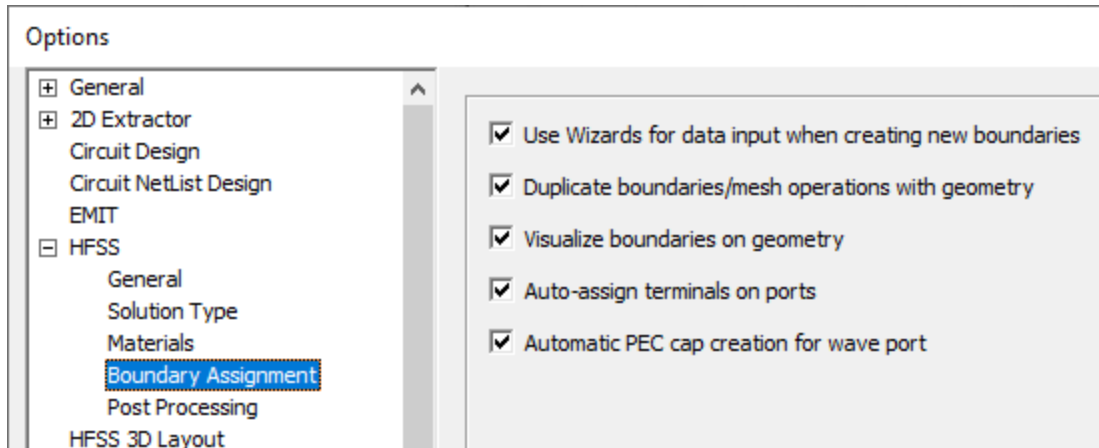 Options
General
2D Extractor
Circuit Design
Circuit NetList Design
EMIT
HFSS
General
Solution Type
Materials
Boundary Assignment
Post Processing
HFSS 3D Layout
Use Wizards for data input when creating new boundaries
Duplicate boundaries/mesh operations with geometry
Visualize boundaries on geometry
Auto-assign terminals on ports
Automatic PEC cap creation for wave port